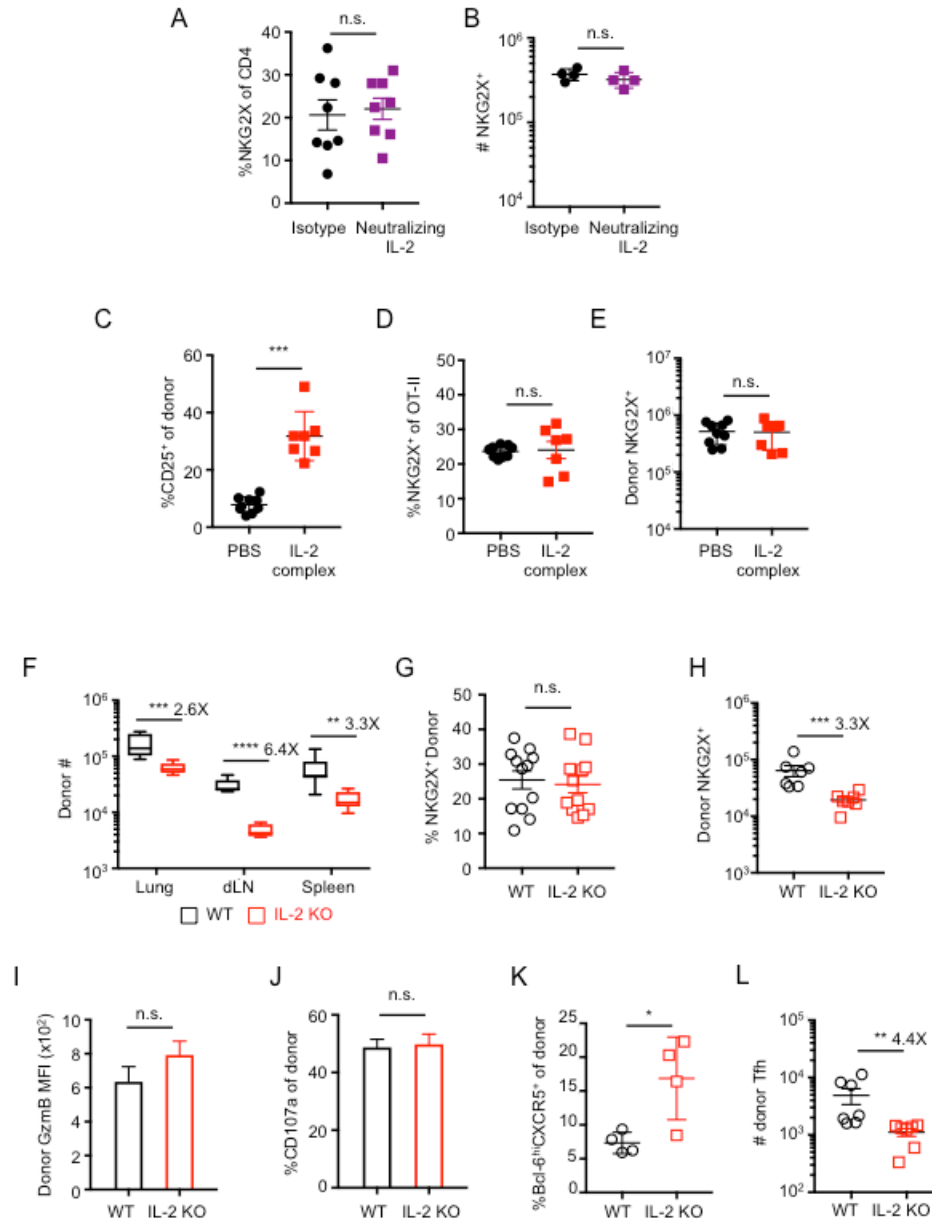 A
n.s.
%NKG2X of CD4
40
30
20
10
0
Isotype Neutralizing
IL-2
B
n.s.
# NKG2X⁺
10⁶
10⁵
10⁴
Isotype Neutralizing
IL-2
C
***
%CD25⁺ of donor
60
40
20
0
PBS IL-2
complex
D
n.s.
%NKG2X⁺ of OT-II
50
40
30
20
10
0
PBS IL-2
complex
E
n.s.
Donor NKG2X⁺
10⁷
10⁶
10⁵
10⁴
PBS IL-2
complex
F
*** 2.6X
**** 6.4X
** 3.3X
Donor #
10⁶
10⁵
10⁴
10³
Lung dLN Spleen
WT IL-2 KO
G
n.s.
% NKG2X⁺ Donor
50
40
30
20
10
0
WT IL-2 KO
H
*** 3.3X
Donor NKG2X⁺
10⁶
10⁵
10⁴
10³
WT IL-2 KO
I
n.s.
Donor GzmB MFI (x10²)
10
8
6
4
2
0
WT IL-2 KO
J
n.s.
%CD107a of donor
60
40
20
0
WT IL-2 KO
K
*
%Bcl-6ʰⁱCXCR5⁺ of donor
25
20
15
10
5
0
WT IL-2 KO
L
** 4.4X
# donor Tfh
10⁵
10⁴
10³
10²
WT IL-2 KO